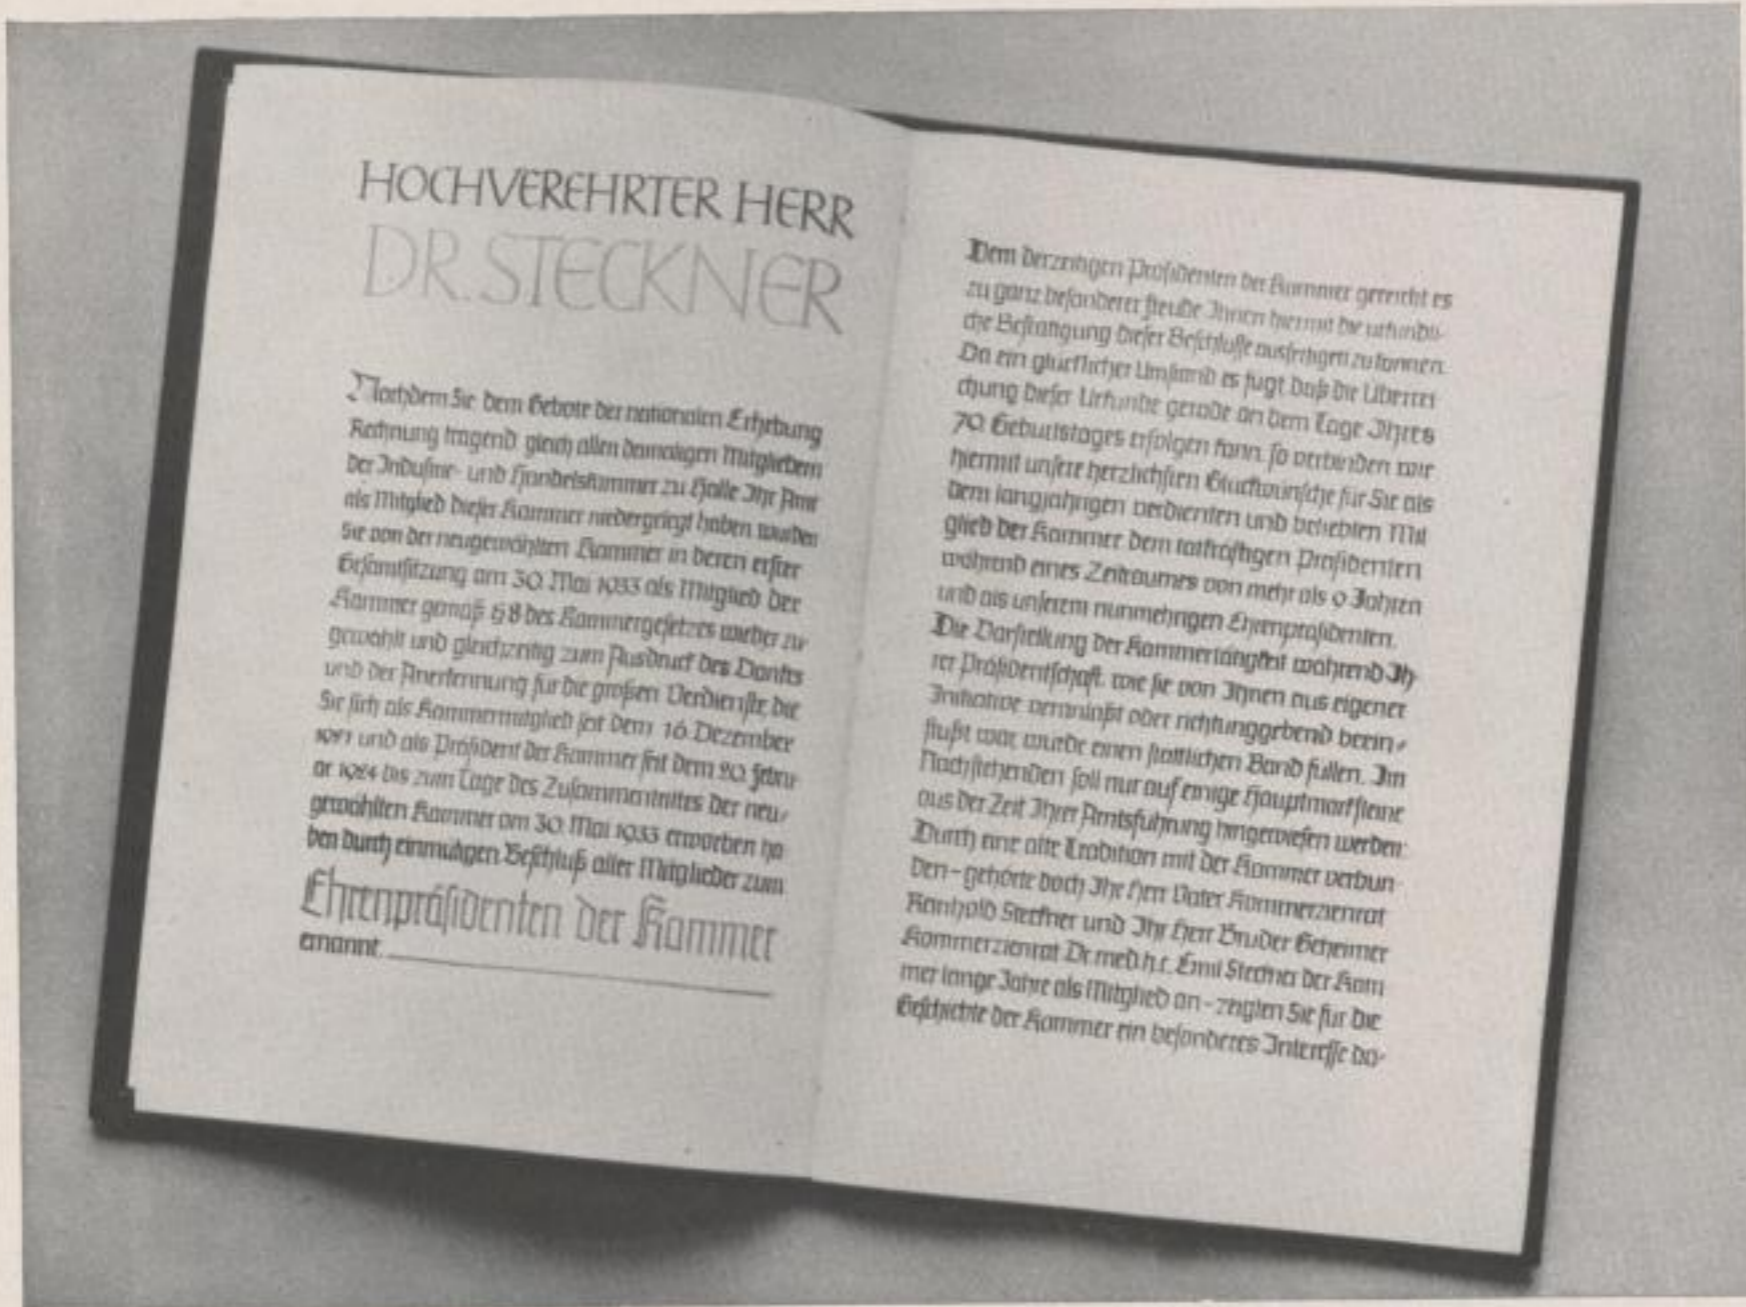 HOCHVEREHRTER HERR
DR. STECKNER
Nachdem Sie dem Gebote der nationalen Erhebung
Rechnung tragend gleich allen damaligen Mitgliedern
der Industrie- und Handelskammer zu Halle Ihr Amt
als Mitglied dieser Kammer niedergelegt haben wurden
Sie von der neugewählten Kammer in deren erster
Gesamtsitzung am 30. Mai 1933 als Mitglied der
Kammer gemäß § 8 des Kammergesetzes wieder zu
gewählt und gleichzeitig zum Ausdruck des Dankes
und der Anerkennung für die großen Verdienste, die
Sie sich als Kammermitglied seit dem 16. Dezember
und als Präsident der Kammer seit dem 20. Febru
ar 1924 bis zum Tage des Zusammentrittes der neu-
gewählten Kammer am 30. Mai 1933 erworben ha
ben durch einmütigen Beschluß aller Mitglieder zum
Ehrenpräsidenten der Kammer
ernannt.
Dem derzeitigen Präsidenten der Kammer gereicht es
zu ganz besonderer Freude Ihnen hiermit die urkundli-
che Bestätigung dieser Beschlüsse ausfertigen zu können.
Da ein glücklicher Umstand es fügt daß die Überrei
chung dieser Urkunde gerade an dem Tage Ihres
70. Geburtstages erfolgen kann, so verbinden wir
hiermit unsere herzlichsten Glückwünsche für Sie als
dem langjährigen verdienten und beliebten Mit
glied der Kammer dem tatkräftigen Präsidenten
während eines Zeitraumes von mehr als 9 Jahren
und als unserem nunmehrigen Ehrenpräsidenten.
Die Darstellung der Kammertätigkeit während Ih
rer Präsidentschaft, wie sie von Ihnen aus eigener
Initiative veranlaßt oder richtunggebend beein-
flußt war, würde einen stattlichen Band füllen. Im
Nachstehenden soll nur auf einige Hauptmarksteine
aus der Zeit Ihrer Amtsführung hingewiesen werden:
Durch eine alte Tradition mit der Kammer verbun-
den - gehörte doch Ihr Herr Vater Kommerzienrat
Reinhold Steckner und Ihr Herr Bruder Geheimer
Kommerzienrat Dr. med. h.c. Emil Steckner der Kam
mer lange Jahre als Mitglied an - zeigten Sie für die
Geschichte der Kammer ein besonderes Interesse da-